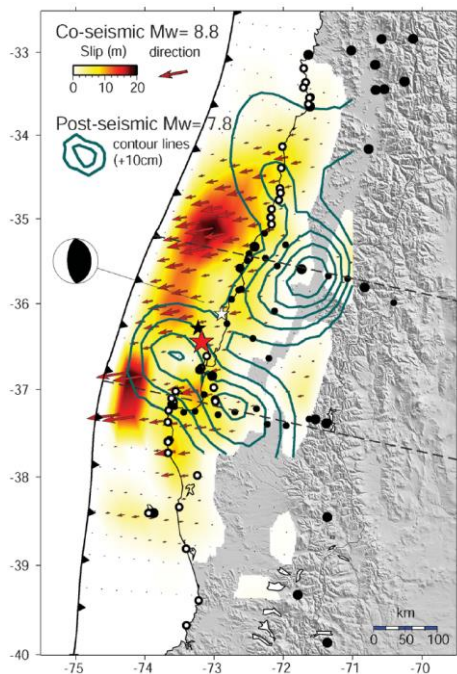 Co-seismic Mw= 8.8
Slip (m) direction
0 10 20
Post-seismic Mw=7.8
contour lines
(+10cm)
-33
-34
-35
-36
-37
-38
-39
-40
km
0 50 100
-75 -74 -73 -72 -71 -70